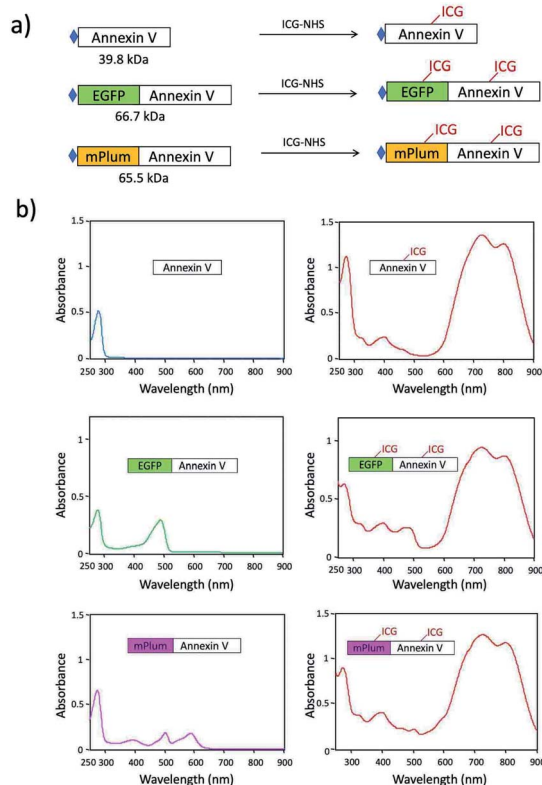 a)
ICG
Annexin V ICG-NHS Annexin V
39.8 kDa
ICG ICG
EGFP Annexin V ICG-NHS EGFP Annexin V
66.7 kDa
ICG ICG
mPlum Annexin V ICG-NHS mPlum Annexin V
65.5 kDa
b)
1.5
1
0.5
0
Absorbance
Annexin V
250 300 400 500 600 700 800 900
Wavelength (nm)
1.5
1
0.5
0
Absorbance
ICG
Annexin V
250 300 400 500 600 700 800 900
Wavelength (nm)
1
0.5
0
Absorbance
EGFP Annexin V
250 300 400 500 600 700 800 900
Wavelength (nm)
1
0.5
0
Absorbance
ICG ICG
EGFP Annexin V
250 300 400 500 600 700 800 900
Wavelength (nm)
1.5
1
0.5
0
Absorbance
mPlum Annexin V
250 300 400 500 600 700 800 900
Wavelength (nm)
1.5
1
0.5
0
Absorbance
ICG ICG
mPlum Annexin V
300 400 500 600 700 800 900
Wavelength (nm)